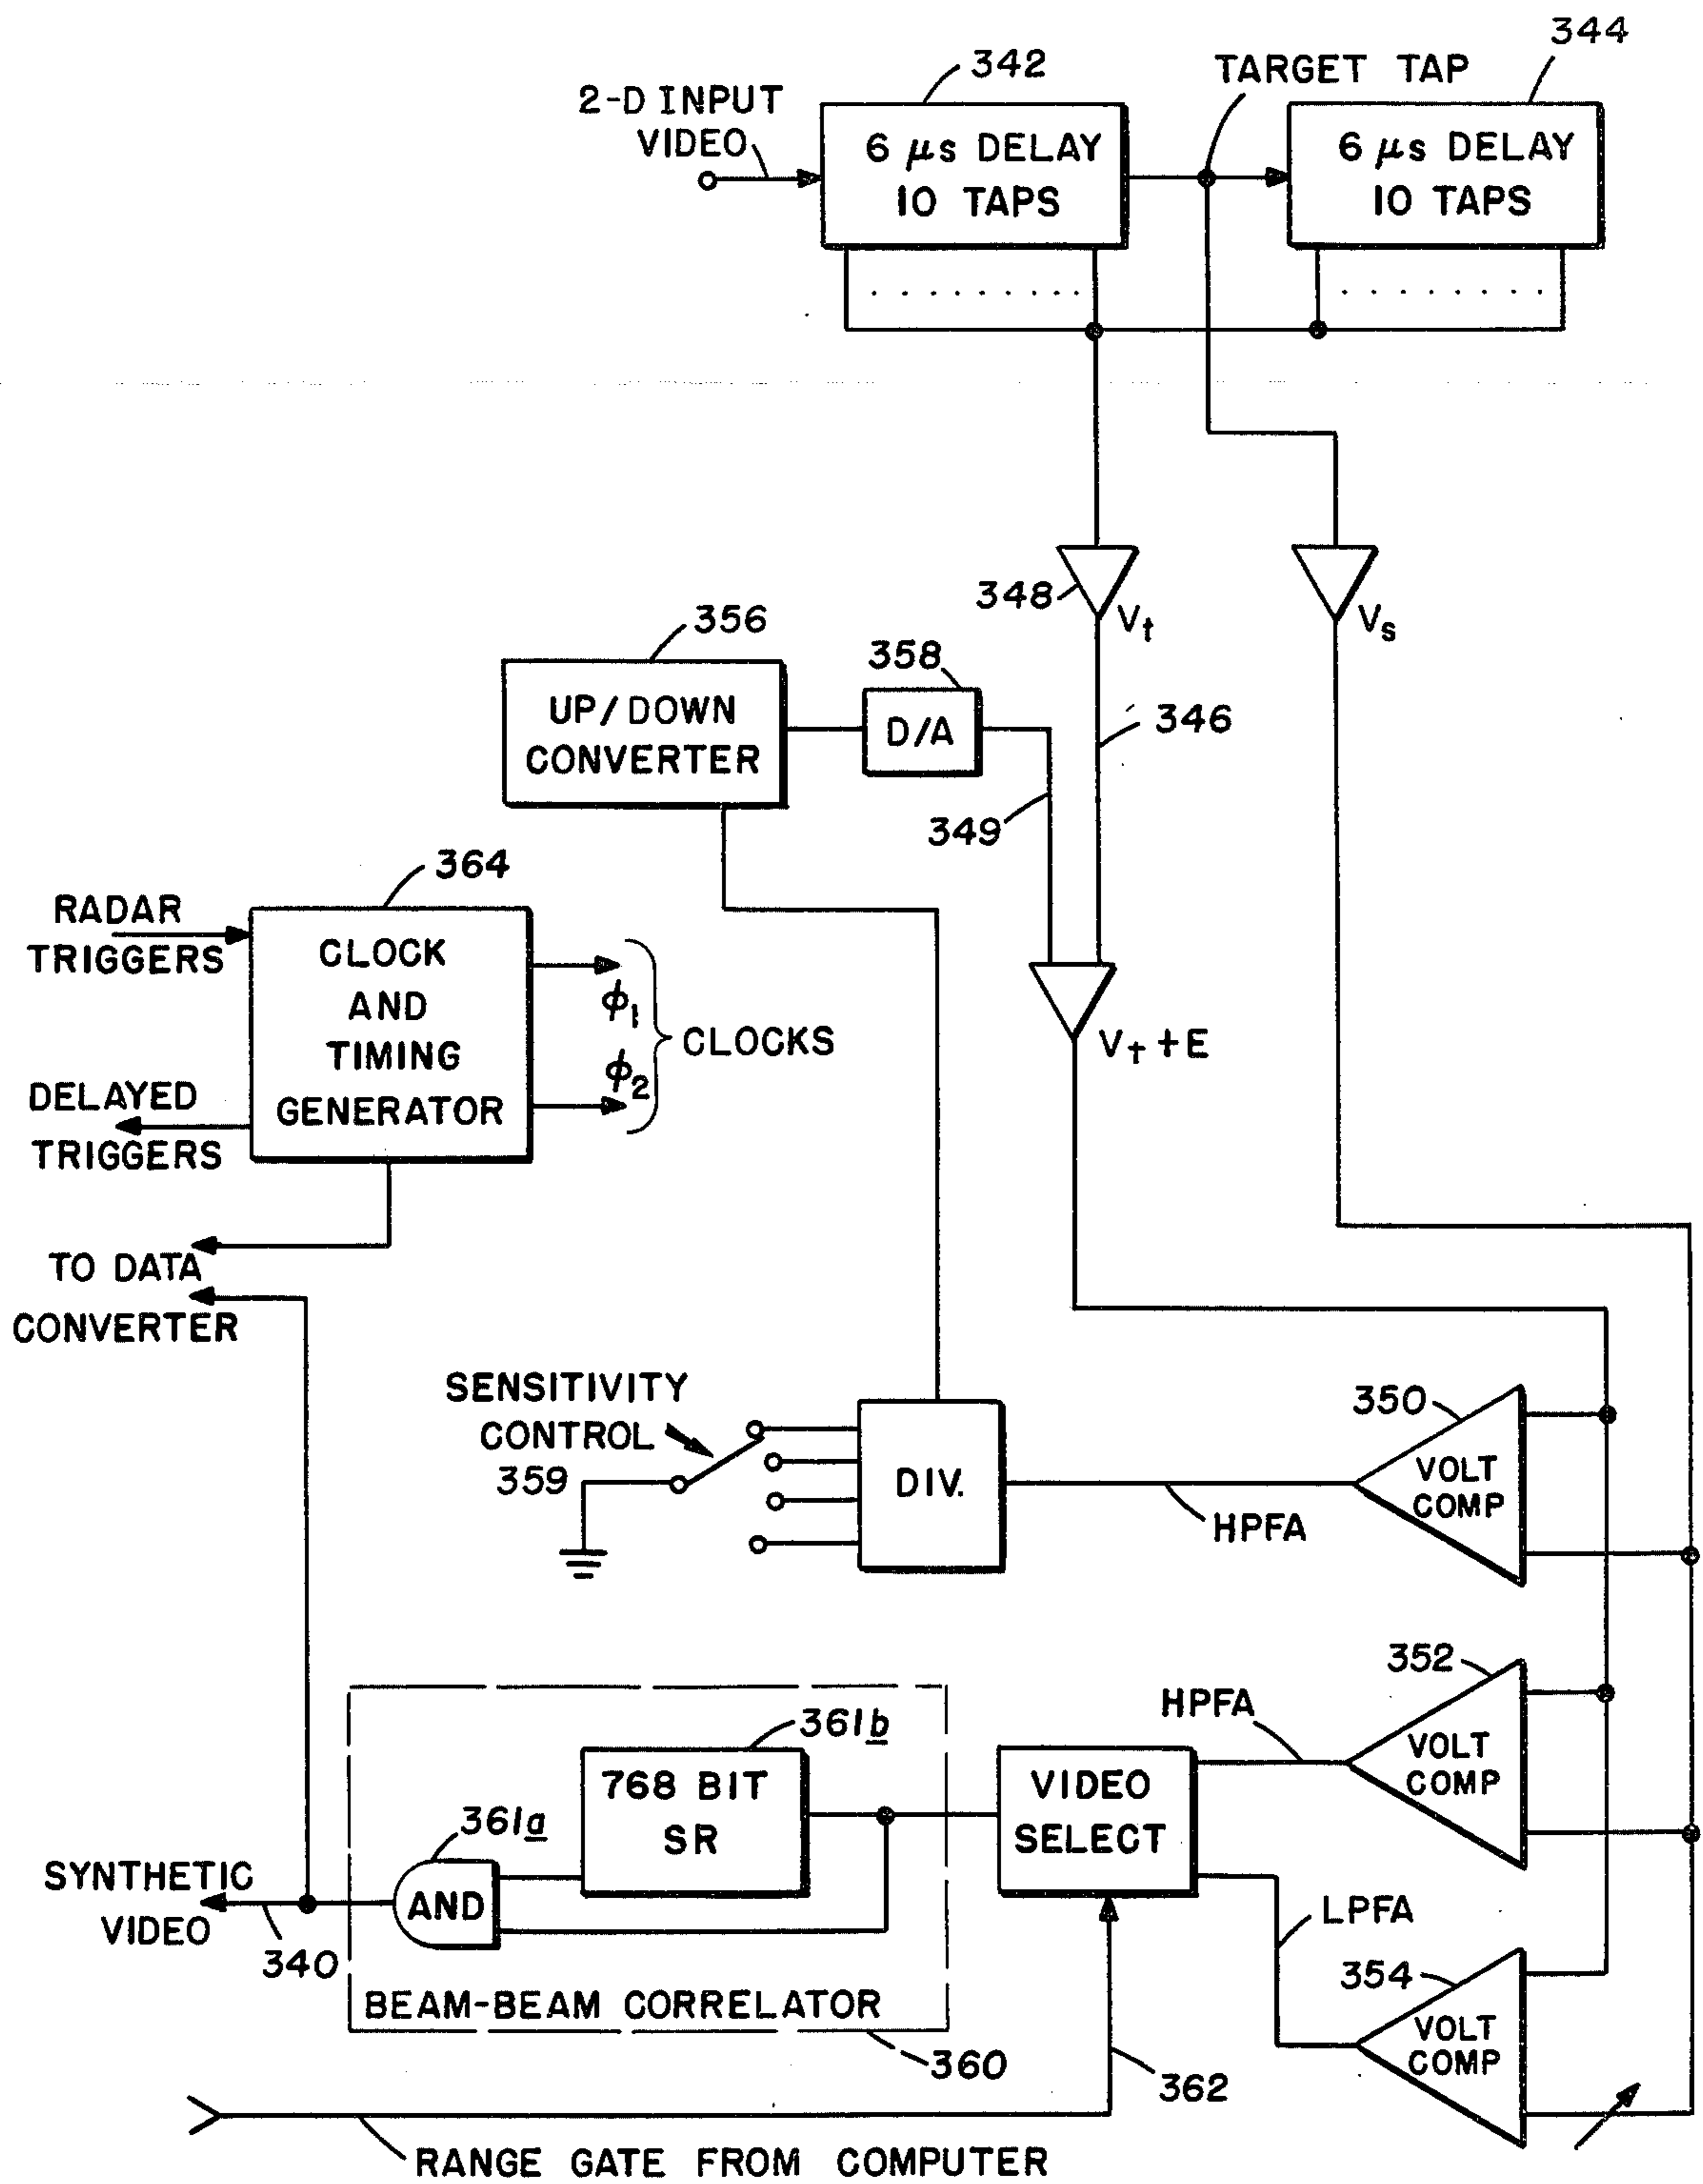 344
342
TARGET TAP
2-D INPUT
VIDEO
6 μs DELAY
10 TAPS
6 μs DELAY
10 TAPS
348
Vt
Vs
356
358
UP/DOWN
CONVERTER
D/A
346
349
364
RADAR
TRIGGERS
CLOCK
AND
TIMING
GENERATOR
ϕ1
ϕ2
CLOCKS
Vt+E
DELAYED
TRIGGERS
TO DATA
CONVERTER
SENSITIVITY
CONTROL
359
DIV.
HPFA
350
VOLT
COMP
352
HPFA
VOLT
COMP
361b
768 BIT
SR
VIDEO
SELECT
361a
AND
SYNTHETIC
VIDEO
340
LPFA
354
VOLT
COMP
BEAM-BEAM CORRELATOR
360
362
RANGE GATE FROM COMPUTER